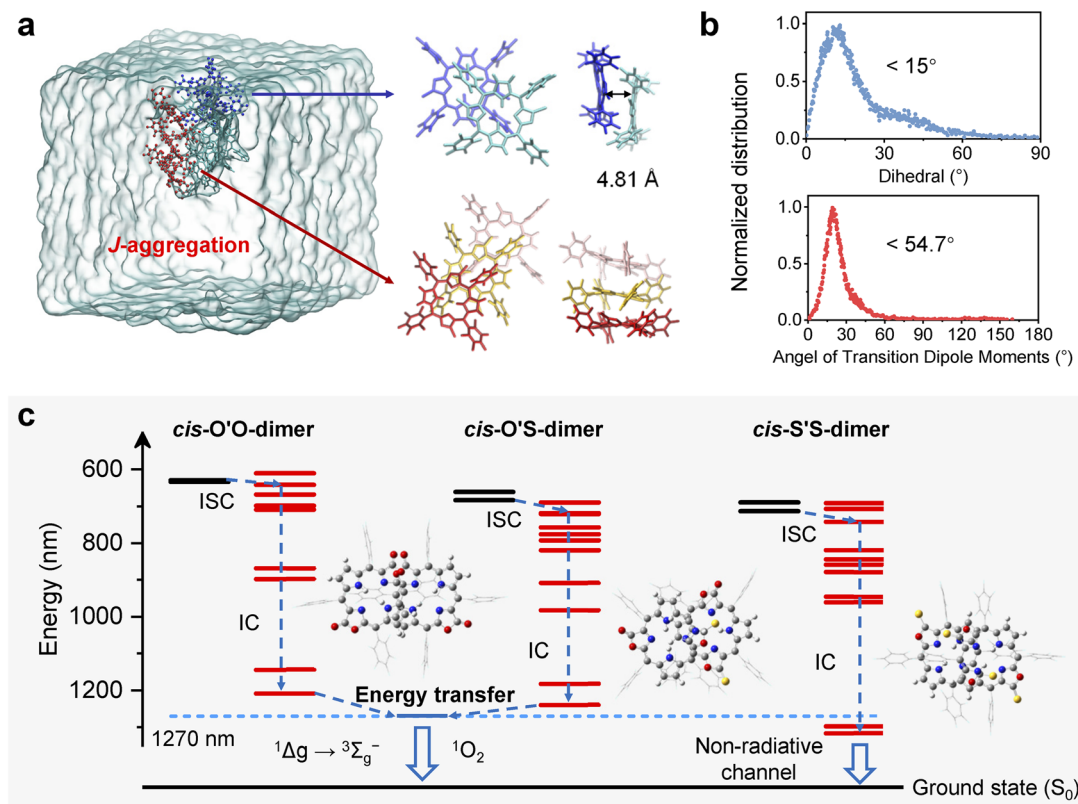 a
J-aggregation
4.81 Å
b
Normalized distribution
1.0
0.5
0.0
< 15°
0 30 60 90
Dihedral (°)
1.0
0.5
0.0
< 54.7°
0 30 60 90 120 150 180
Angel of Transition Dipole Moments (°)
c
cis-O'O-dimer
cis-O'S-dimer
cis-S'S-dimer
Energy (nm)
600
800
1000
1200
ISC
IC
ISC
IC
ISC
IC
Energy transfer
1270 nm
¹Δg → ³Σg⁻
¹O₂
Non-radiative
channel
Ground state (S₀)